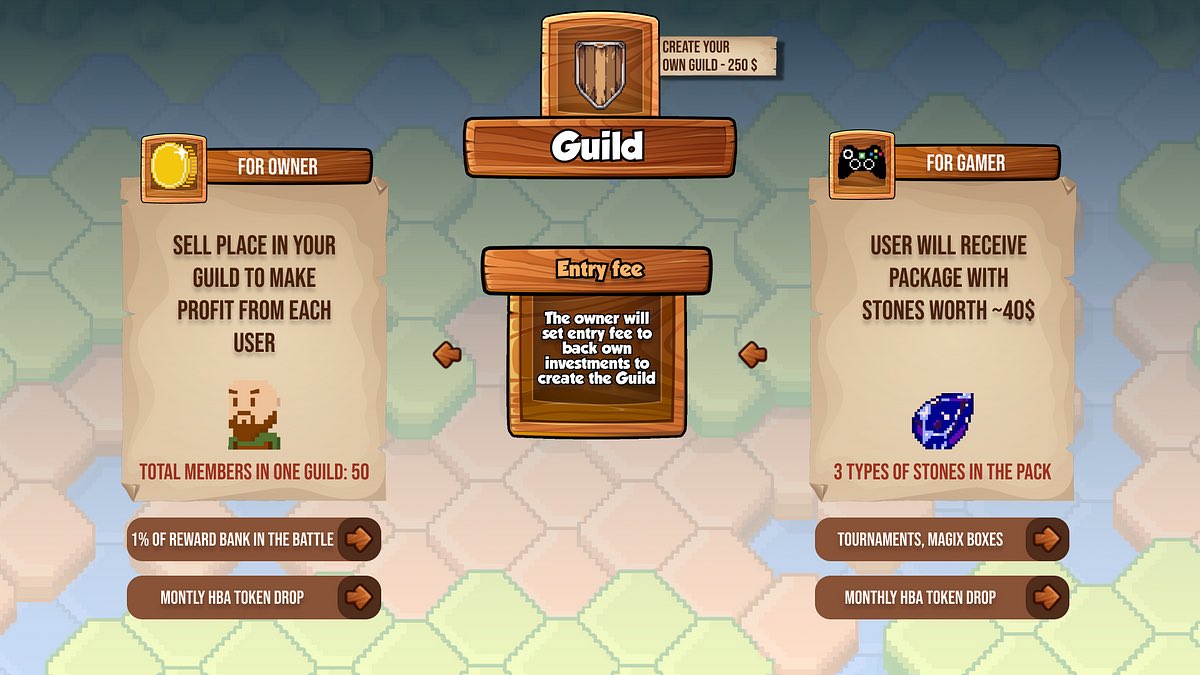 CREATE YOUR
OWN GUILD - 250 $
Guild
FOR OWNER
SELL PLACE IN YOUR
GUILD TO MAKE
PROFIT FROM EACH
USER
TOTAL MEMBERS IN ONE GUILD: 50
1% OF REWARD BANK IN THE BATTLE
MONTLY HBA TOKEN DROP
Entry fee
The owner will
set entry fee to
back own
investments to
create the Guild
FOR GAMER
USER WILL RECEIVE
PACKAGE WITH
STONES WORTH ~40$
3 TYPES OF STONES IN THE PACK
TOURNAMENTS, MAGIX BOXES
MONTHLY HBA TOKEN DROP